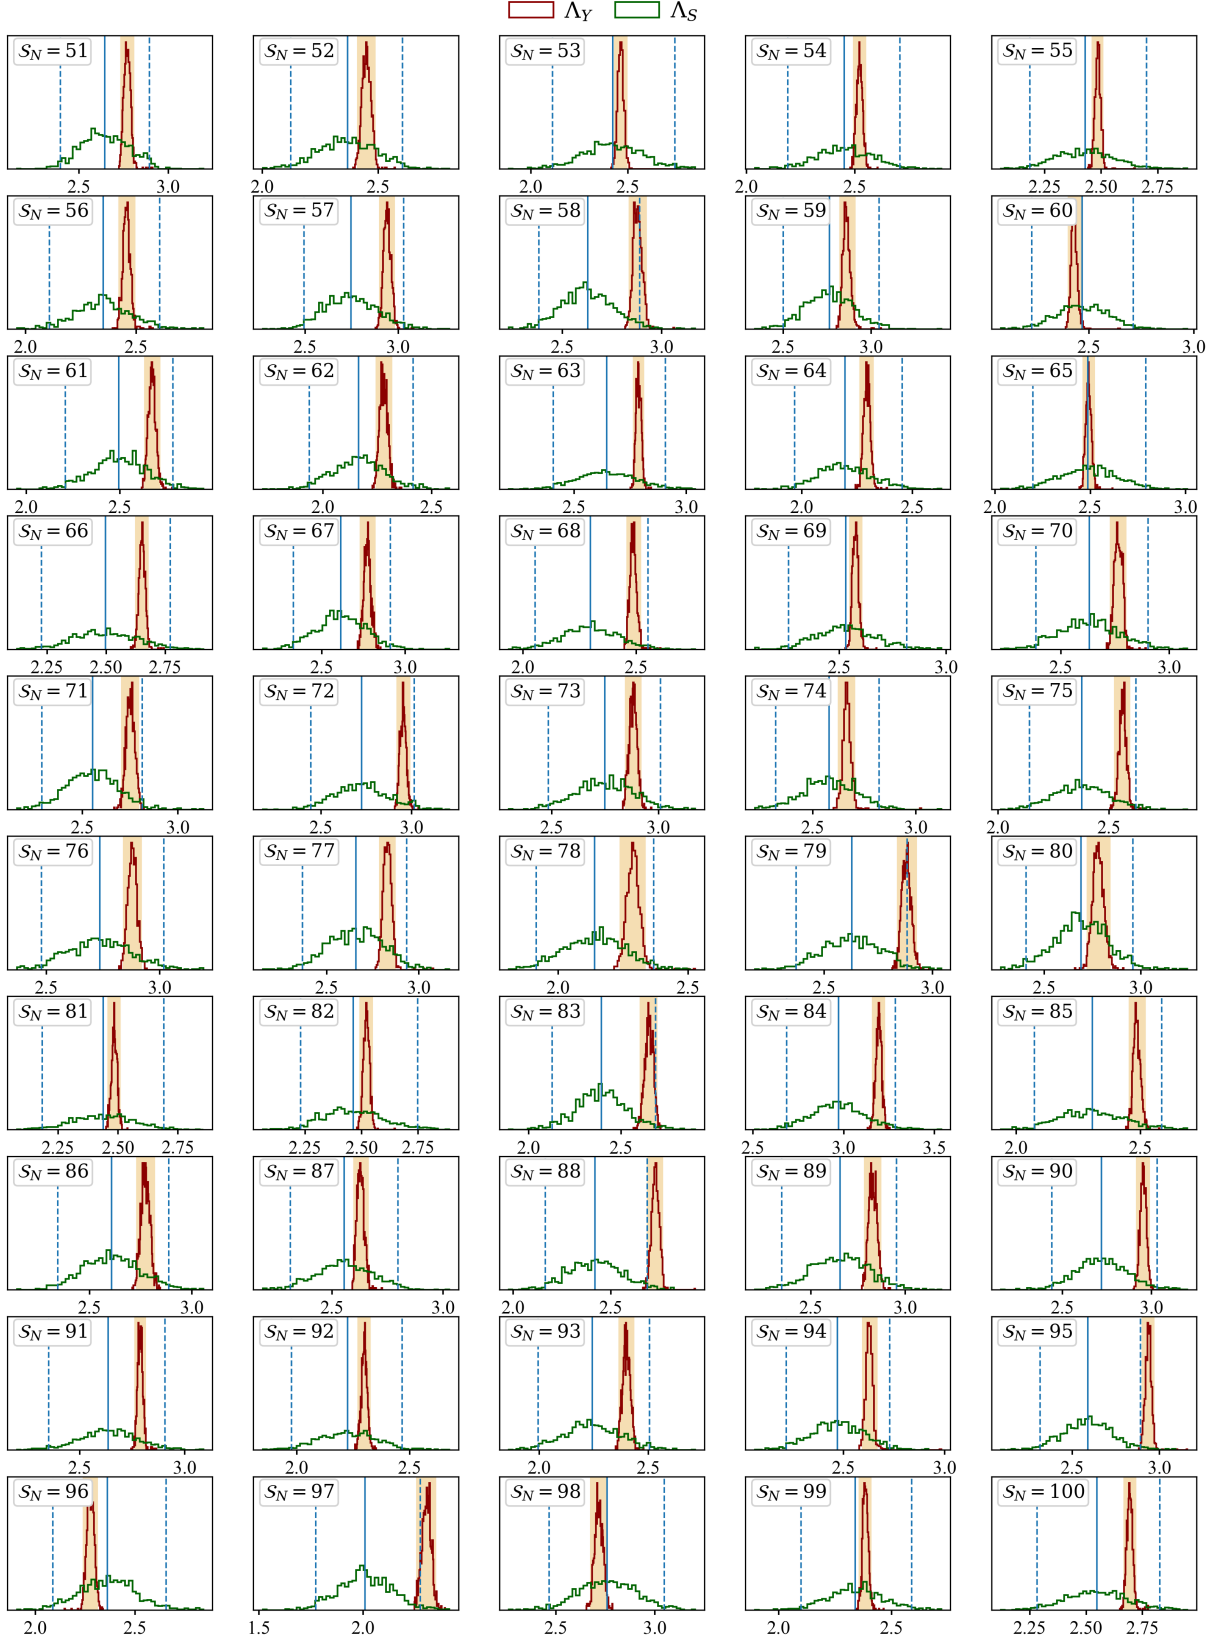 Λ_Y Λ_S
S_N = 51 S_N = 52 S_N = 53 S_N = 54 S_N = 55
2.5 3.0 2.0 2.5 2.0 2.5 2.0 2.5 2.25 2.50 2.75
S_N = 56 S_N = 57 S_N = 58 S_N = 59 S_N = 60
2.0 2.5 2.5 3.0 2.5 3.0 2.5 3.0 2.5 3.0
S_N = 61 S_N = 62 S_N = 63 S_N = 64 S_N = 65
2.0 2.5 2.0 2.5 2.5 3.0 2.0 2.5 2.0 2.5 3.0
S_N = 66 S_N = 67 S_N = 68 S_N = 69 S_N = 70
2.25 2.50 2.75 2.5 3.0 2.0 2.5 2.5 3.0 2.5 3.0
S_N = 71 S_N = 72 S_N = 73 S_N = 74 S_N = 75
2.5 3.0 2.5 3.0 2.5 3.0 2.5 3.0 2.0 2.5
S_N = 76 S_N = 77 S_N = 78 S_N = 79 S_N = 80
2.5 3.0 2.5 3.0 2.0 2.5 2.5 3.0 2.5 3.0
S_N = 81 S_N = 82 S_N = 83 S_N = 84 S_N = 85
2.25 2.50 2.75 2.25 2.50 2.75 2.0 2.5 2.5 3.0 3.5 2.0 2.5
S_N = 86 S_N = 87 S_N = 88 S_N = 89 S_N = 90
2.5 3.0 2.5 3.0 2.0 2.5 2.5 3.0 2.5 3.0
S_N = 91 S_N = 92 S_N = 93 S_N = 94 S_N = 95
2.5 3.0 2.0 2.5 2.0 2.5 2.5 3.0 2.5 3.0
S_N = 96 S_N = 97 S_N = 98 S_N = 99 S_N = 100
2.0 2.5 1.5 2.0 2.5 3.0 2.0 2.5 2.25 2.50 2.75